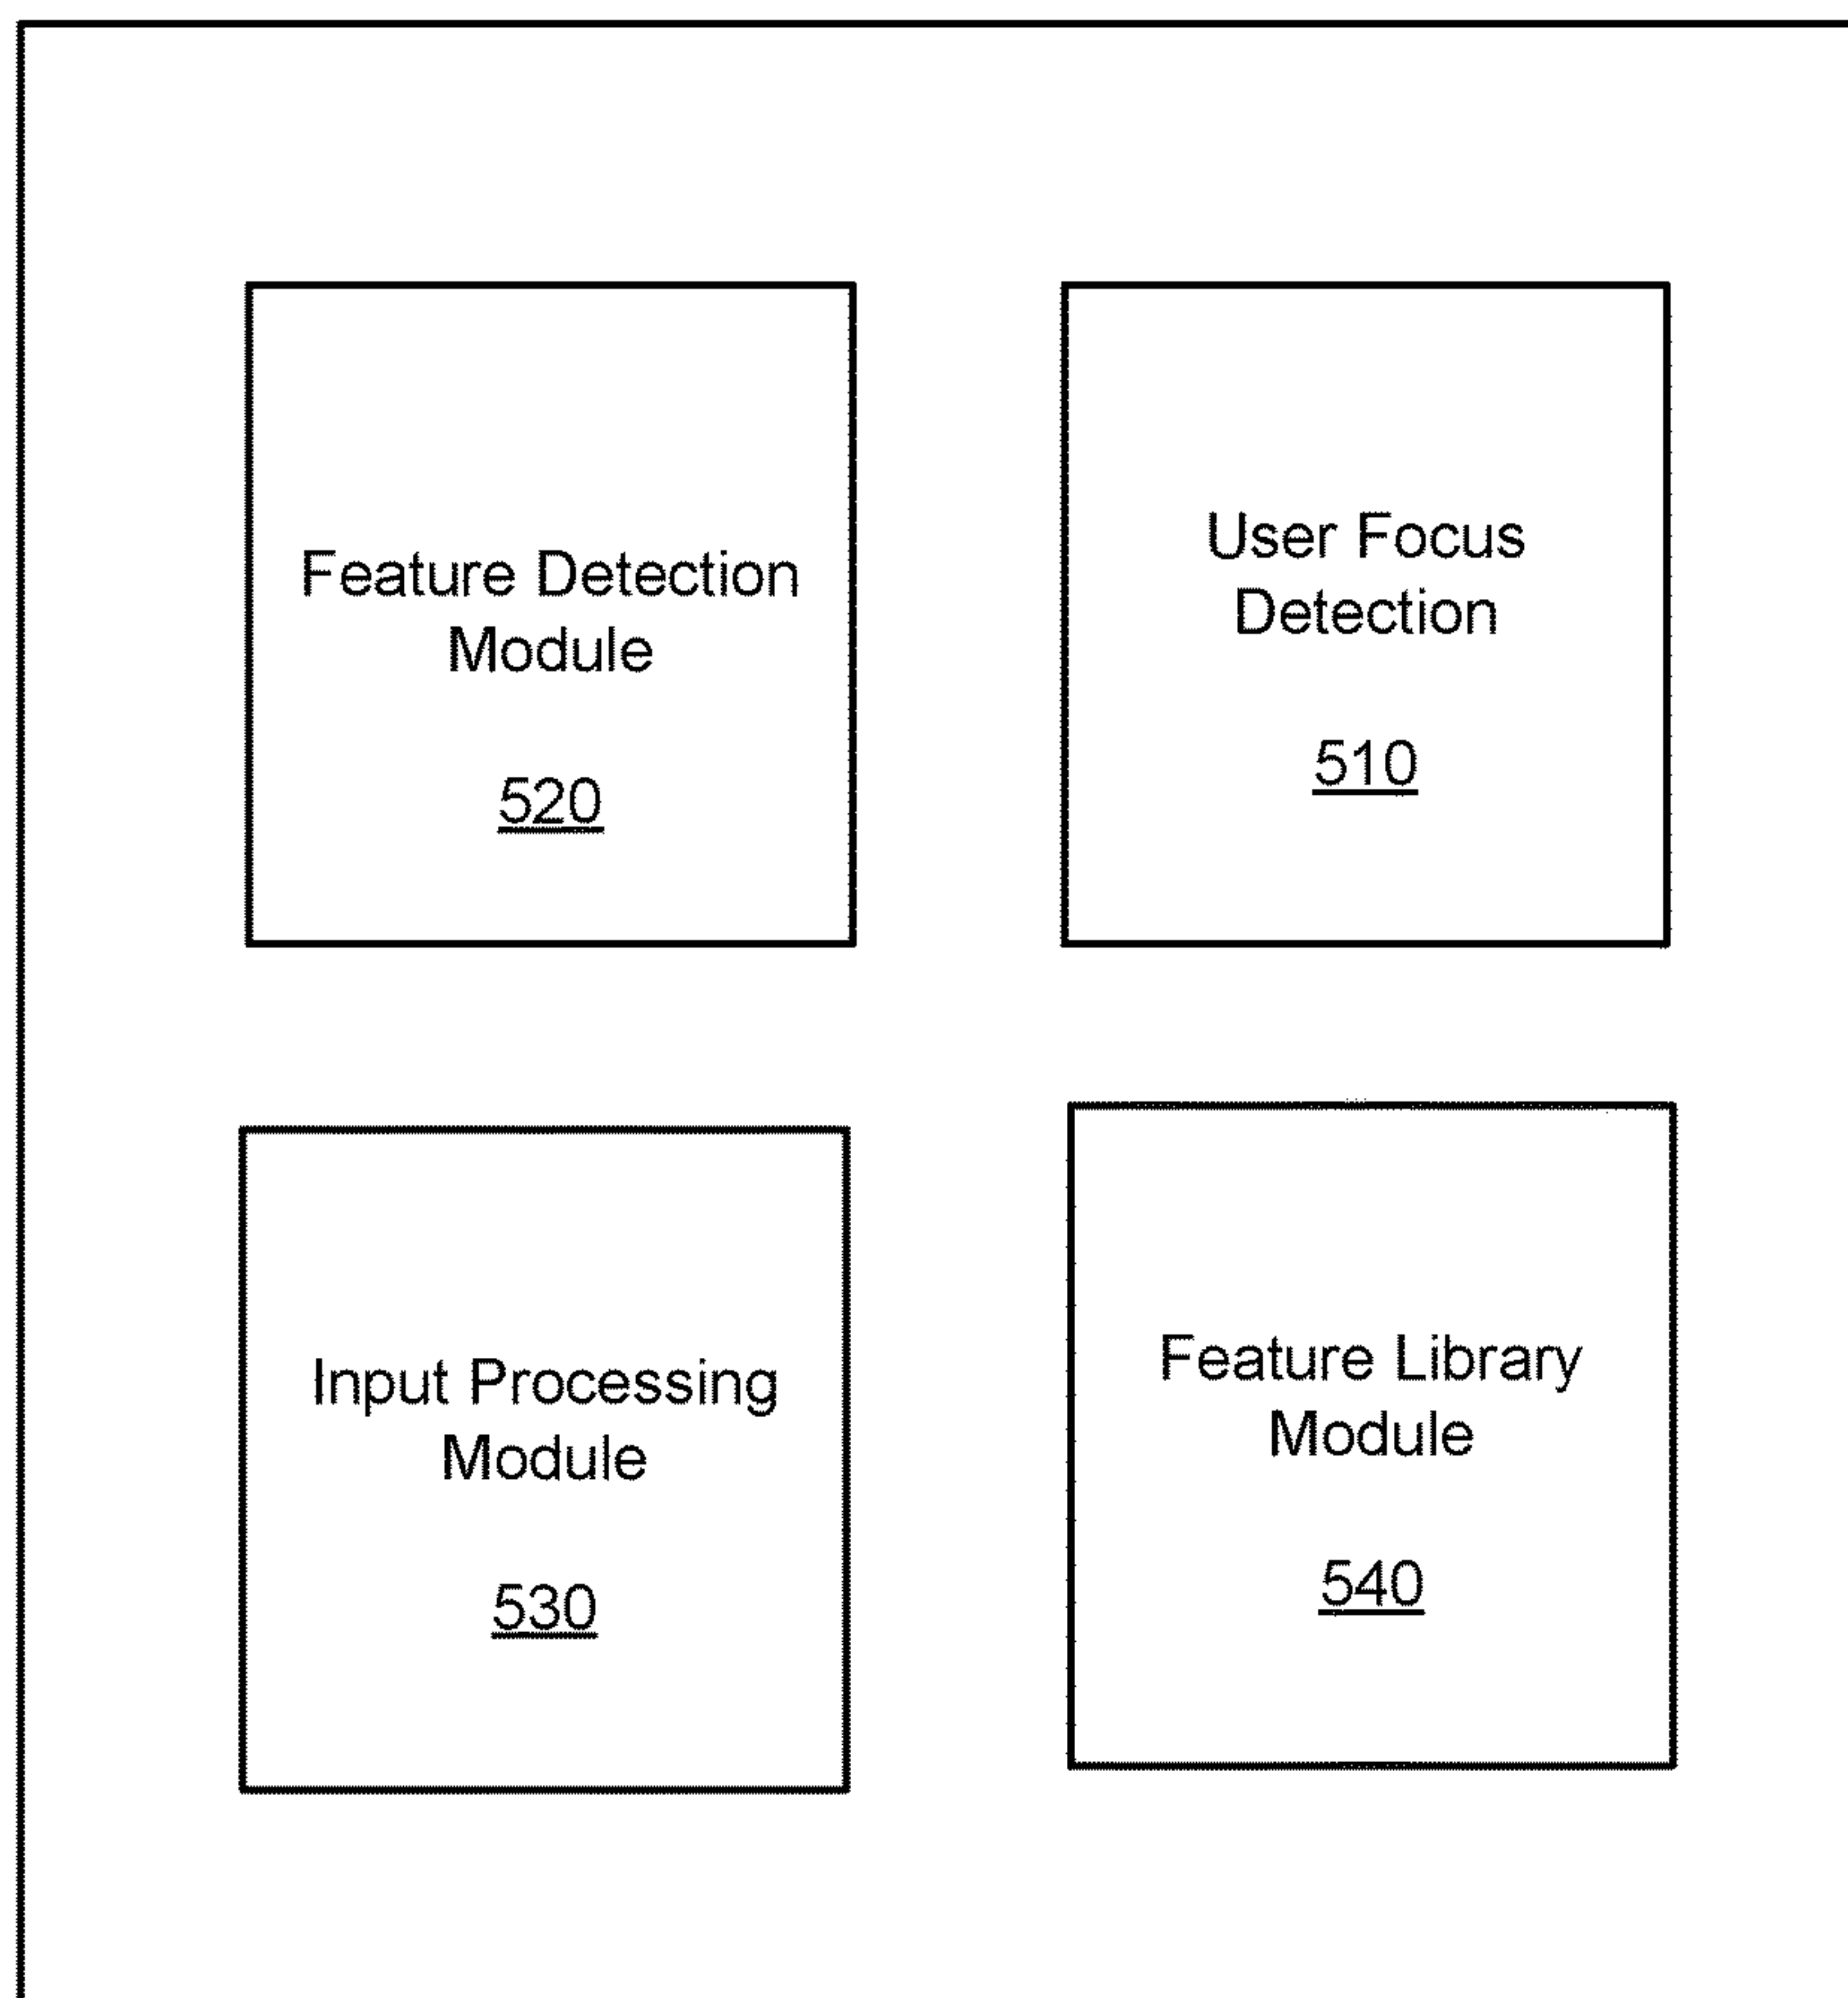 Feature Detection
Module
520
User Focus
Detection
510
Input Processing
Module
530
Feature Library
Module
540